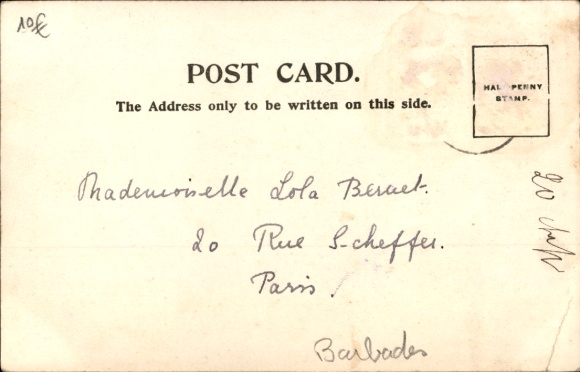 10€
POST CARD.
The Address only to be written on this side.
HALFPENNY
STAMP.
Mademoiselle Lola Bernet.
20 Rue Scheffer.
Paris.
20
Barbades